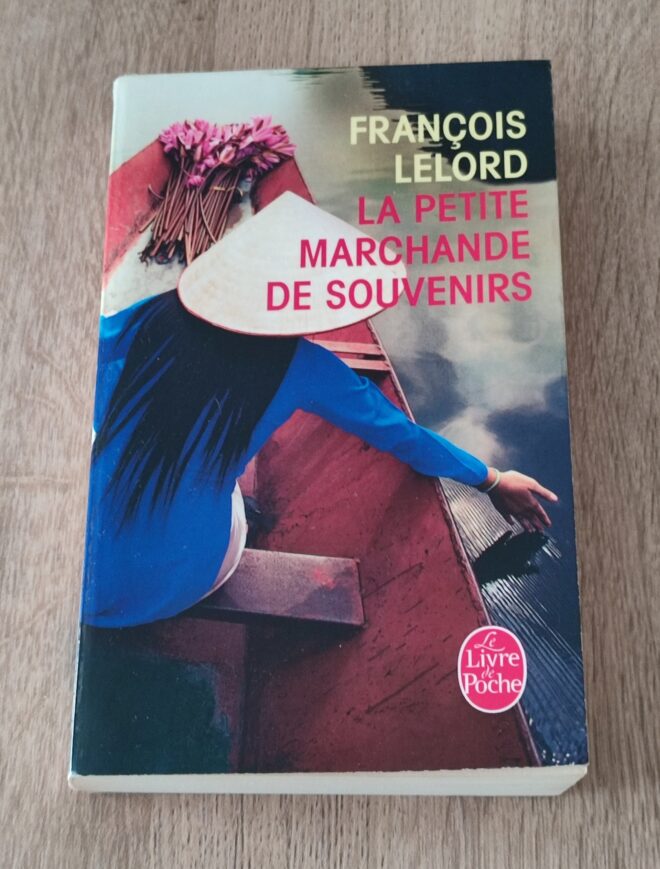 FRANÇOIS
LELORD
LA PETITE
MARCHANDE
DE SOUVENIRS
Le
Livre
de
Poche